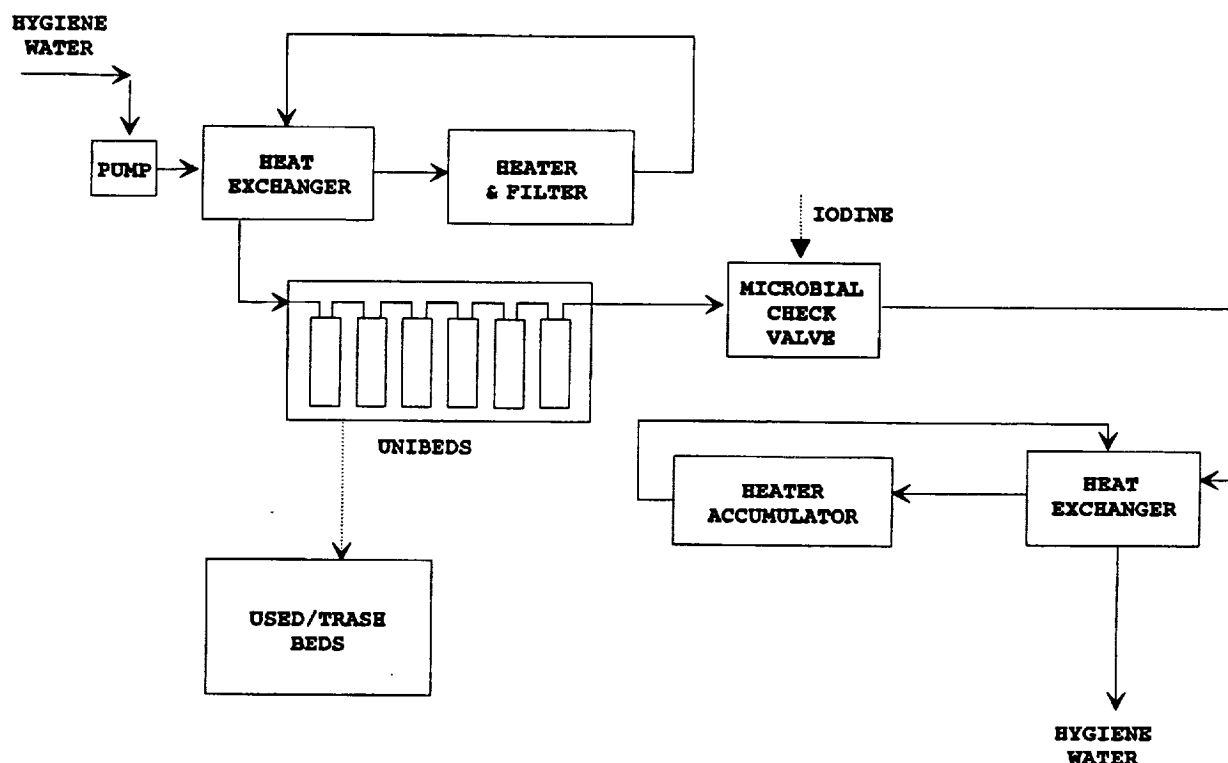 HYGIENE
WATER
PUMP
HEAT
EXCHANGER
HEATER
& FILTER
IODINE
MICROBIAL
CHECK
VALVE
UNIBEDS
HEATER
ACCUMULATOR
HEAT
EXCHANGER
USED/TRASH
BEDS
HYGIENE
WATER